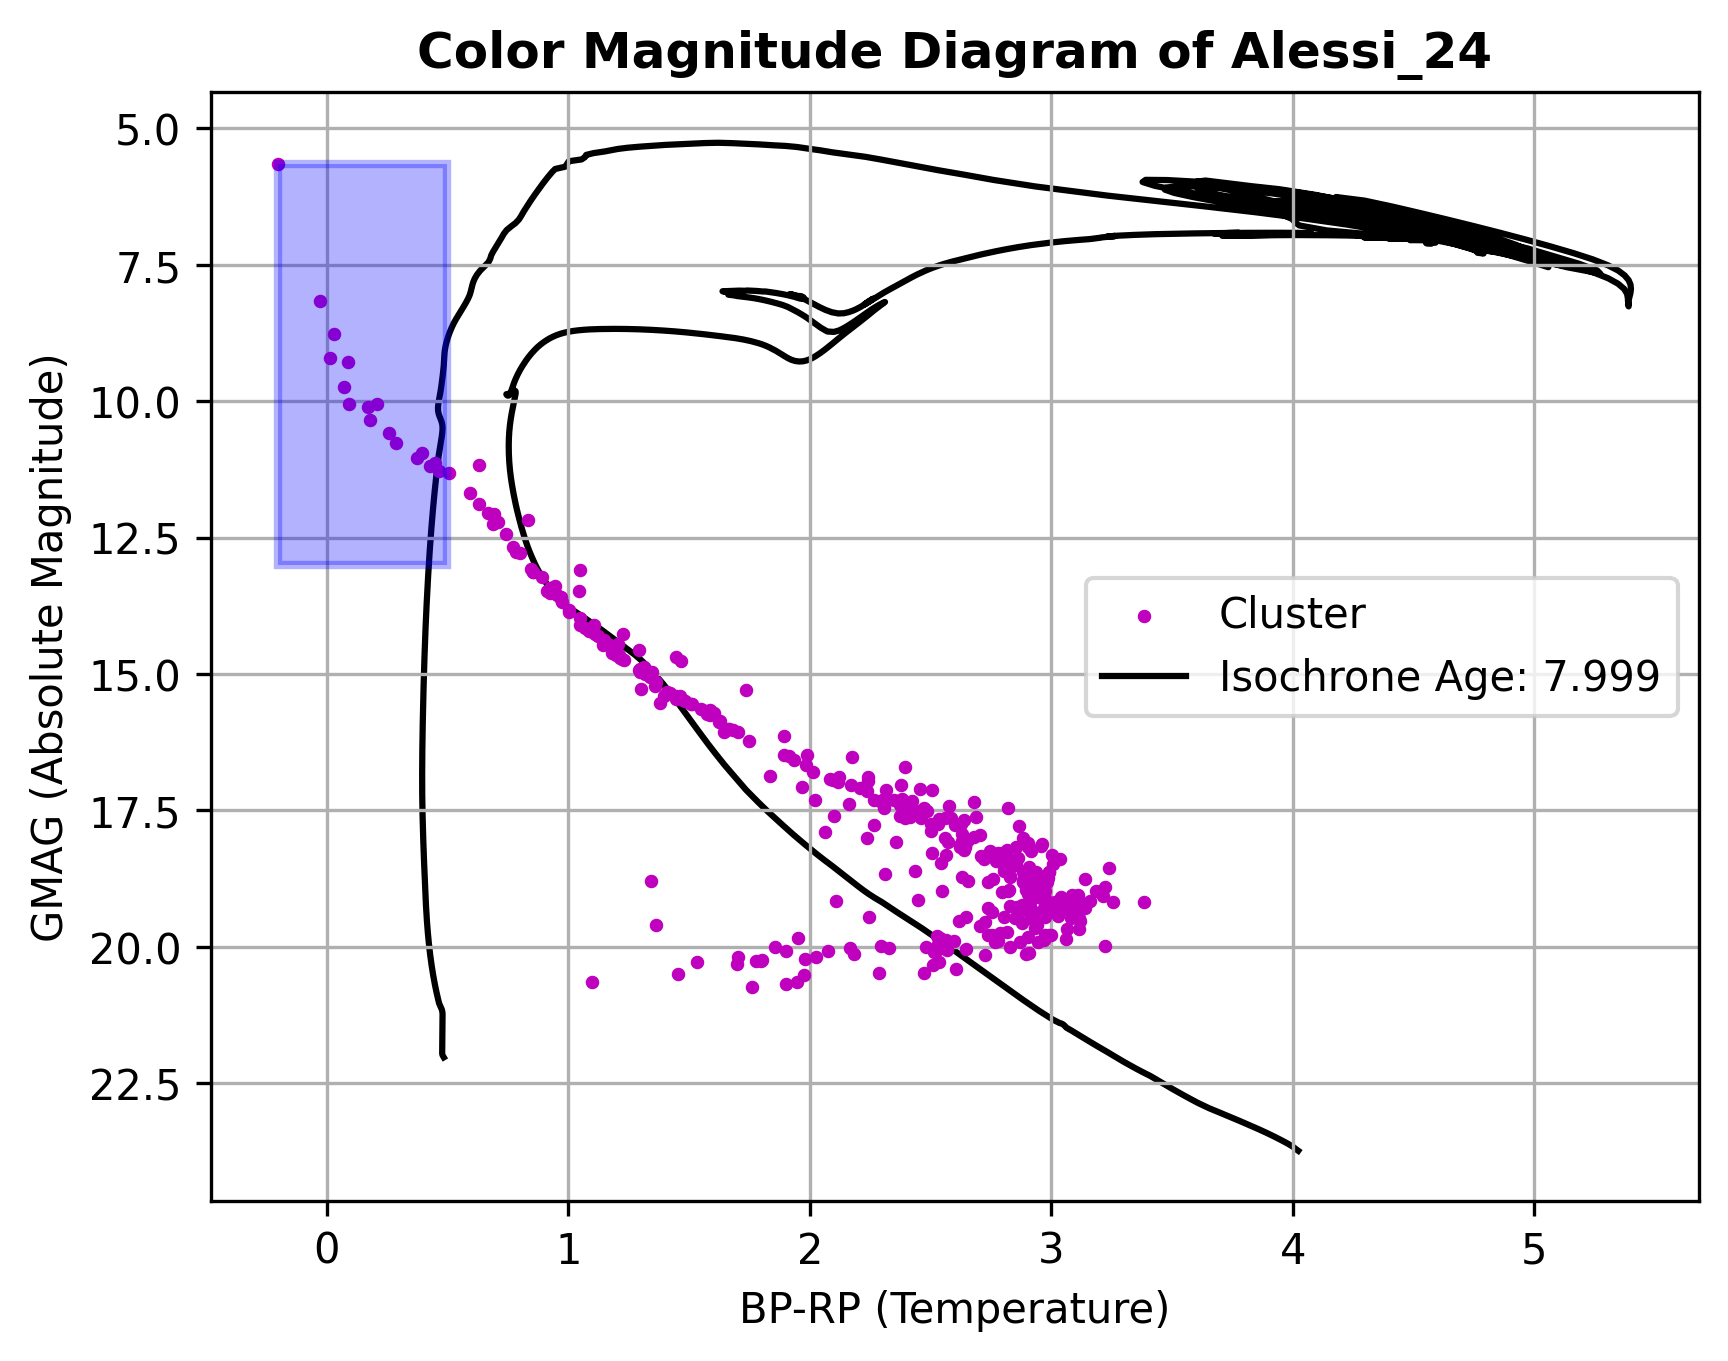 Color Magnitude Diagram of Alessi_24
GMAG (Absolute Magnitude)
5.0
7.5
10.0
12.5
15.0
17.5
20.0
22.5
Cluster
Isochrone Age: 7.999
0 1 2 3 4 5
BP-RP (Temperature)